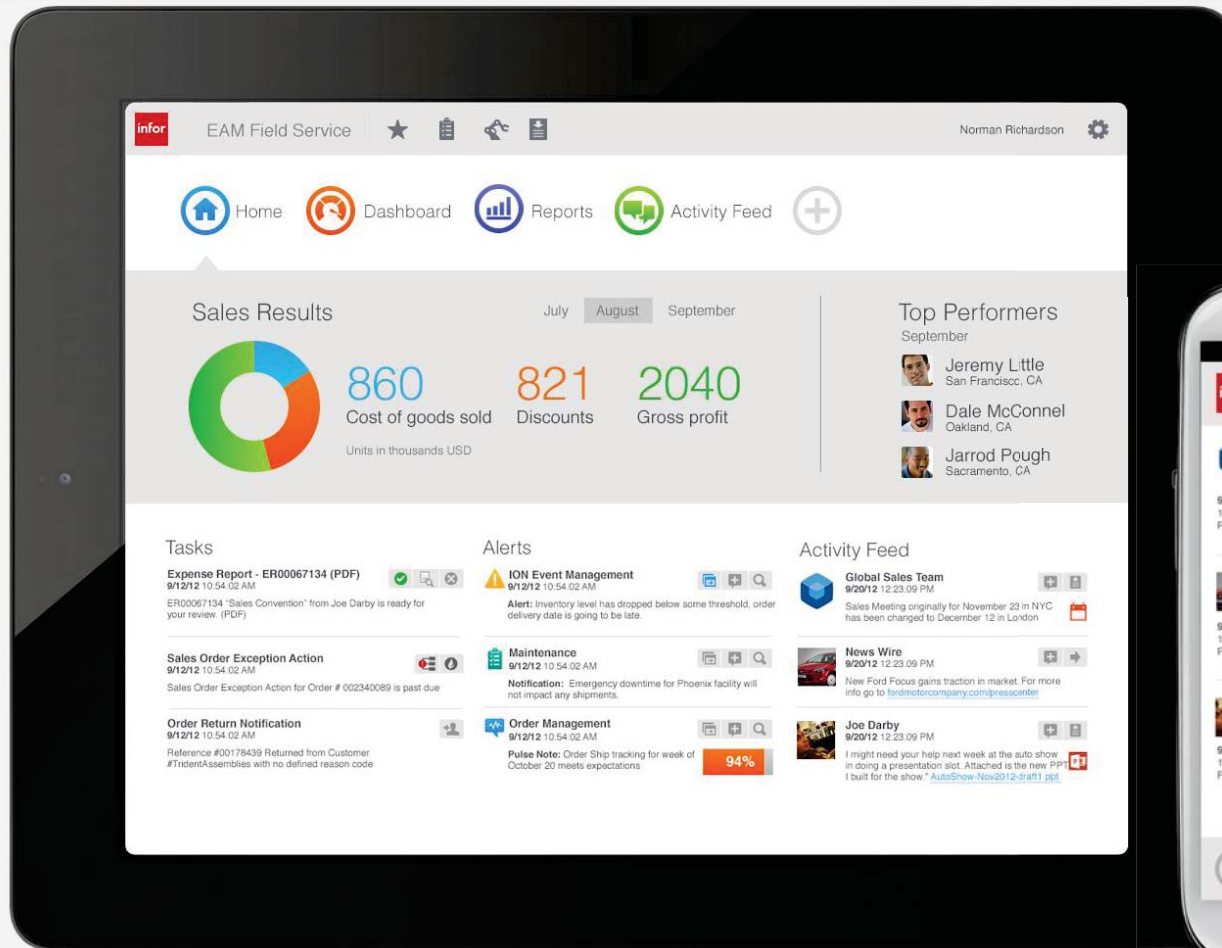 infor
EAM Field Service
Norman Richardson
Home
Dashboard
Reports
Activity Feed
Sales Results
July
August
September
860
Cost of goods sold
821
Discounts
2040
Gross profit
Units in thousands USD
Top Performers
September
Jeremy Little
San Francisco, CA
Dale McConnel
Oakland, CA
Jarrod Pough
Sacramento, CA
Tasks
Expense Report - ER00067134 (PDF)
9/12/12 10:54:02 AM
ER00067134 "Sales Convention" from Joe Darby is ready for
your review. (PDF)
Sales Order Exception Action
9/12/12 10:54:02 AM
Sales Order Exception Action for Order # 002340089 is past due
Order Return Notification
9/12/12 10:54:02 AM
Reference #00178439 Returned from Customer
#TridentAssemblies with no defined reason code
Alerts
ION Event Management
9/12/12 10:54:02 AM
Alert: Inventory level has dropped below some threshold, order
delivery date is going to be late.
Maintenance
9/12/12 10:54:02 AM
Notification: Emergency downtime for Phoenix facility will
not impact any shipments.
Order Management
9/12/12 10:54:02 AM
Pulse Note: Order Ship tracking for week of
October 20 meets expectations
94%
Activity Feed
Global Sales Team
9/20/12 12:23:09 PM
Sales Meeting originally for November 23 in NYC
has been changed to December 12 in London
News Wire
9/20/12 12:23:09 PM
New Ford Focus gains traction in market. For more
info go to fordmotorcompany.com/presscenter
Joe Darby
9/20/12 12:23:09 PM
I might need your help next week at the auto show
in doing a presentation slot. Attached is the new PPT
I built for the show." AutoShow-Nov2012-draft1.ppt